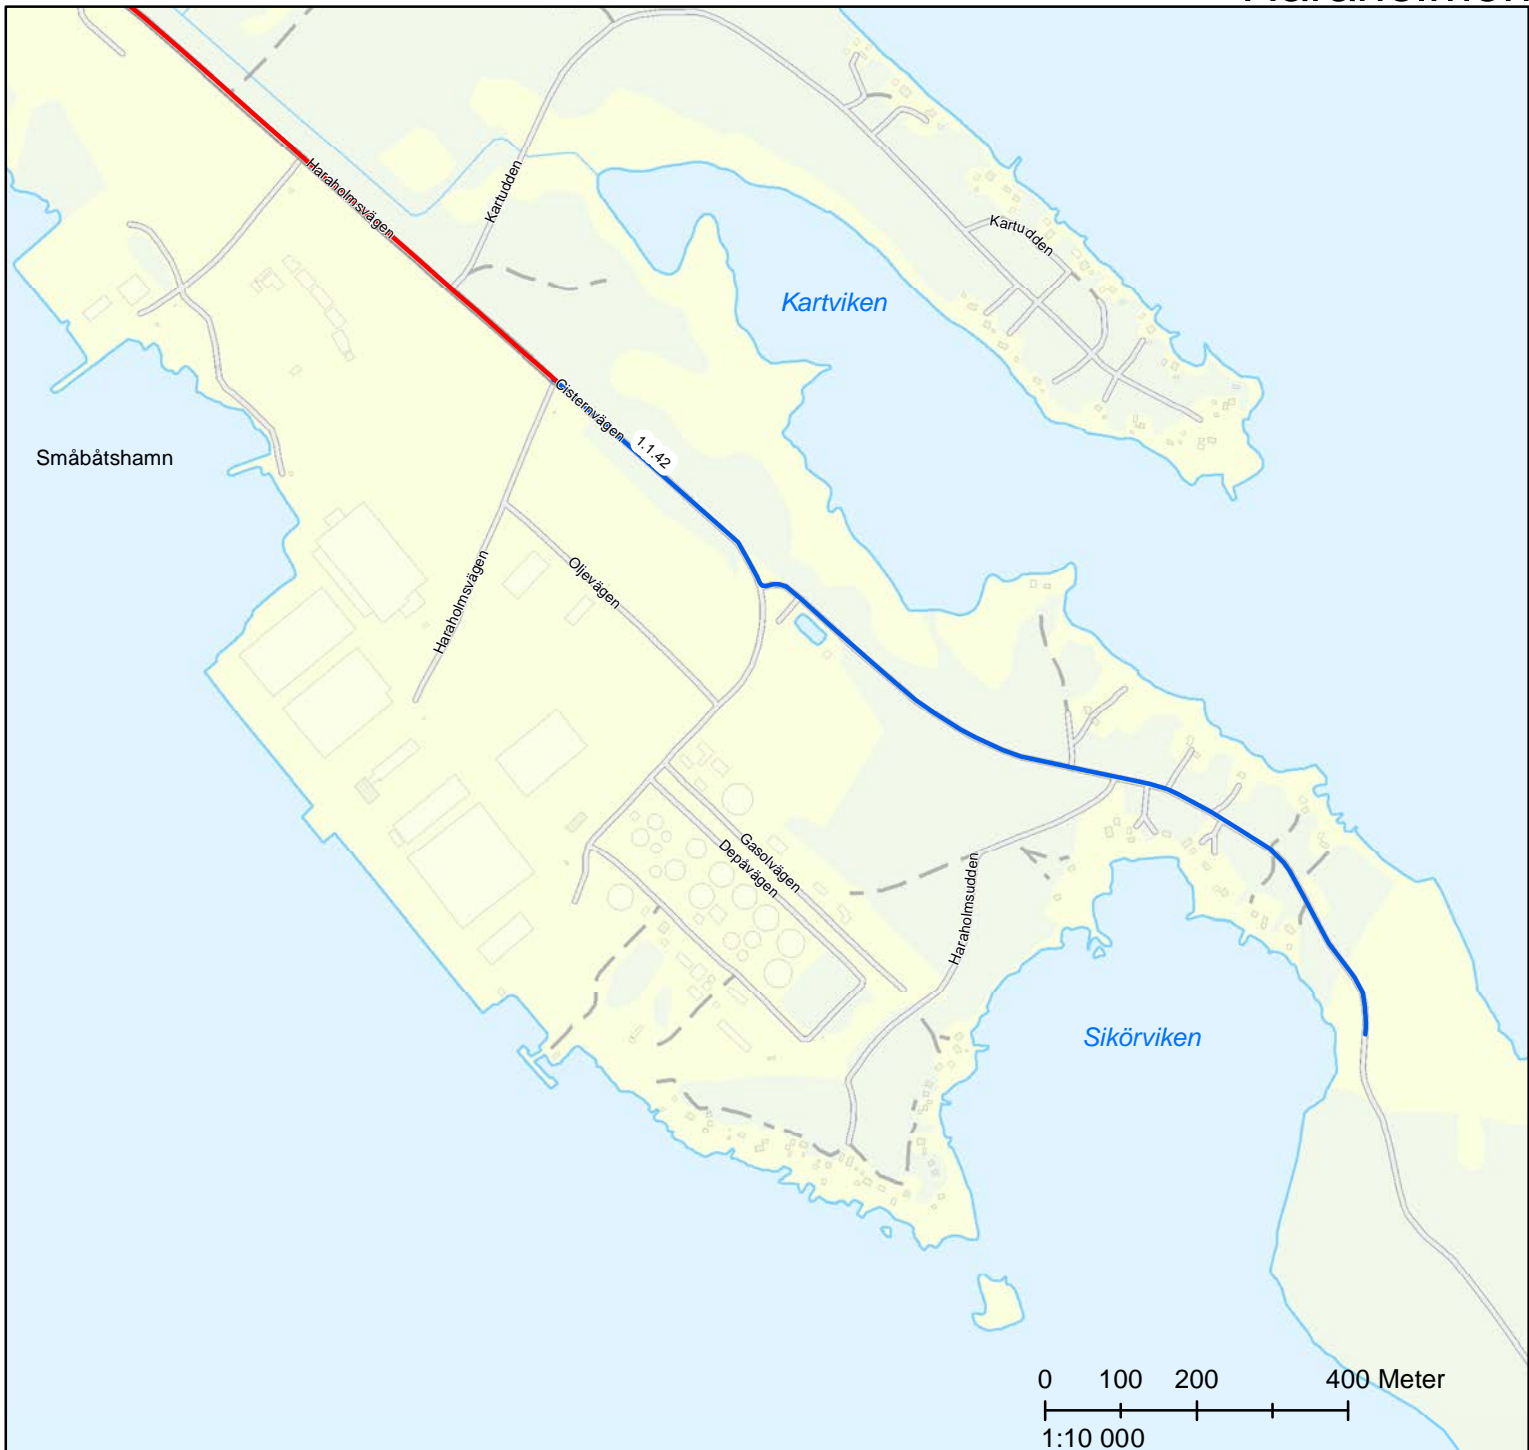 Haraholmsvägen
Kartudden
Kartudden
Kartviken
Cisternvägen
1.1.42
Småbåtshamn
Haraholmsvägen
Oljevägen
Gasolvägen
Depåvägen
Haraholmsudden
Sikörviken
0 100 200 400 Meter
1:10 000